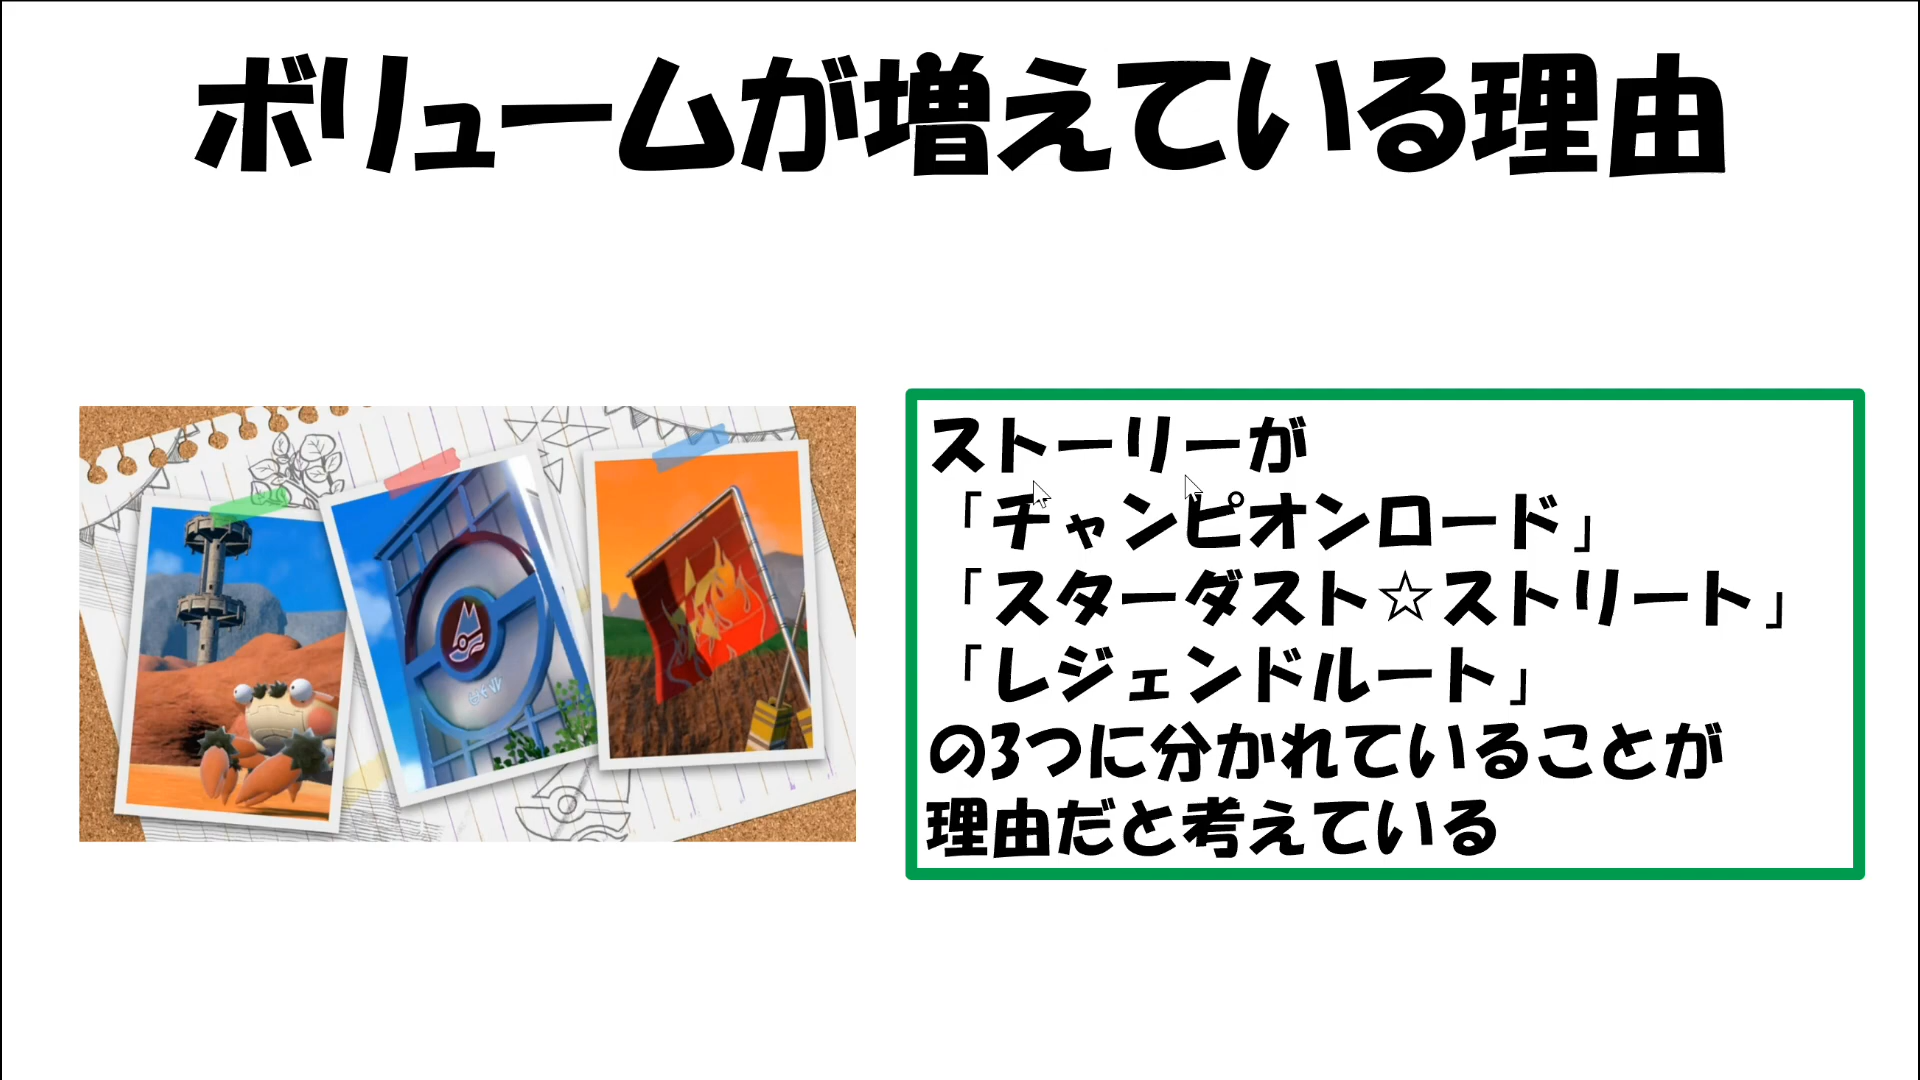 ボリュームが増えている理由
ストーリーが
「チャンピオンロード」
「スターダスト☆ストリート」
「レジェンドルート」
の3つに分かれていることが
理由だと考えている